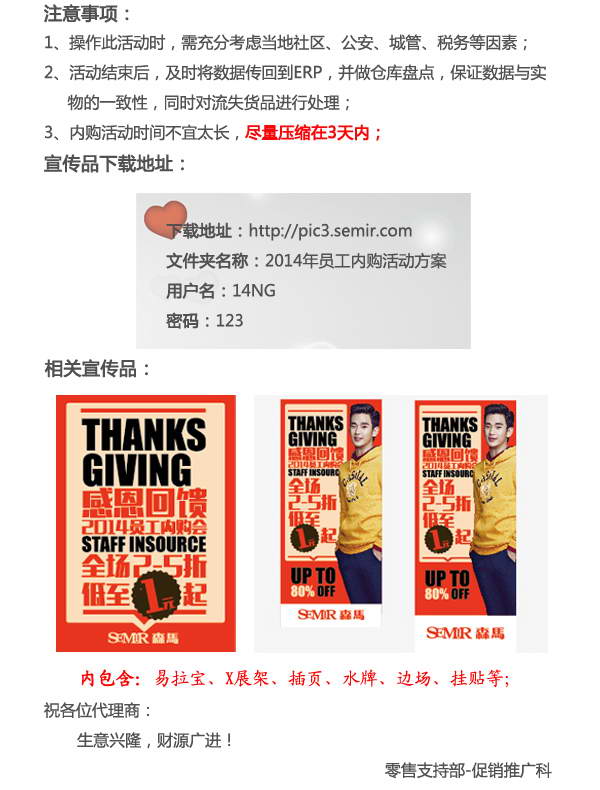 注意事项：
1、操作此活动时，需充分考虑当地社区、公安、城管、税务等因素；
2、活动结束后，及时将数据传回到ERP，并做仓库盘点，保证数据与实
物的一致性，同时对流失货品进行处理；
3、内购活动时间不宜太长，尽量压缩在3天内；
宣传品下载地址：
下载地址：http://pic3.semir.com
文件夹名称：2014年员工内购活动方案
用户名：14NG
密码：123
相关宣传品：
THANKS
GIVING
感恩回馈
2014员工内购会
STAFF INSOURCE
全场2-5折
低至1元起
SEMIR 森馬
THANKS
GIVING
感恩回馈
2014员工内购会
STAFF INSOURC
全场
2-5折
低至
1元起
UP TO
80% OFF
SEMIR 森馬
THANKS
GIVING
感恩回馈
2014员工内购会
STAFF INSOURC
全场
2-5折
低至
1元起
UP TO
80% OFF
SEMIR 森馬
内包含：易拉宝、X展架、插页、水牌、边场、挂贴等;
祝各位代理商：
生意兴隆，财源广进！
零售支持部-促销推广科